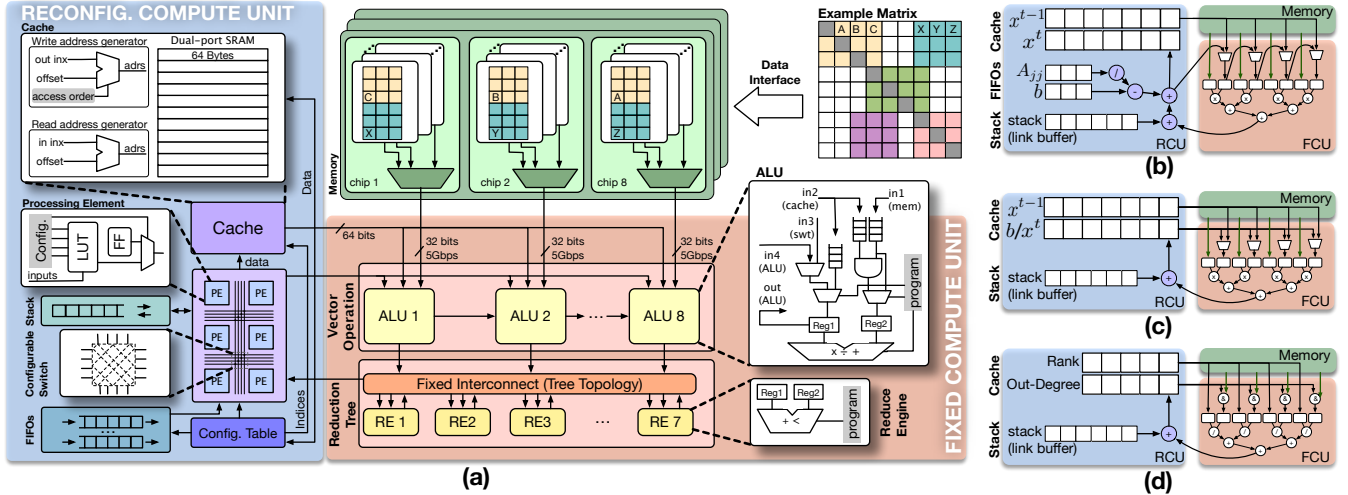 RECONFIG. COMPUTE UNIT
Cache
Write address generator
out inx
offset
access order
adrs
Read address generator
in inx
offset
adrs
Dual-port SRAM
64 Bytes
Data
Processing Element
Config.
LUT
FF
inputs
Cache
data
PE
PE
PE
PE
PE
PE
Stack
Configurable
Switch
FIFOs
...
Config. Table
Indices
Memory
C
X
chip 1
B
Y
chip 2
A
Z
chip 8
Data
Interface
Example Matrix
A B C X Y Z
64 bits
32 bits
5Gbps
32 bits
5Gbps
32 bits
5Gbps
Vector
Operation
ALU 1
ALU 2
...
ALU 8
Reduction
Tree
Fixed Interconnect (Tree Topology)
RE 1
RE2
RE3
...
RE 7
ALU
in2
(cache)
in1
(mem)
in3
(swt)
in4
(ALU)
out
(ALU)
program
Reg1
Reg2
x ÷ +
Reg1
Reg2
+ <
program
Reduce
Engine
FIXED COMPUTE UNIT
(a)
Cache
x^{t-1}
x^t
FIFOs
A_{jj}
b
/
-
+
Stack
stack
(link buffer)
+
RCU
Memory
x x x x
+ +
+
FCU
(b)
Cache
x^{t-1}
b/x^t
Stack
stack
(link buffer)
+
RCU
Memory
x x x x
+ +
+
FCU
(c)
Cache
Rank
Out-Degree
Stack
stack
(link buffer)
+
RCU
Memory
& & & &
/ / / /
+ +
+
FCU
(d)